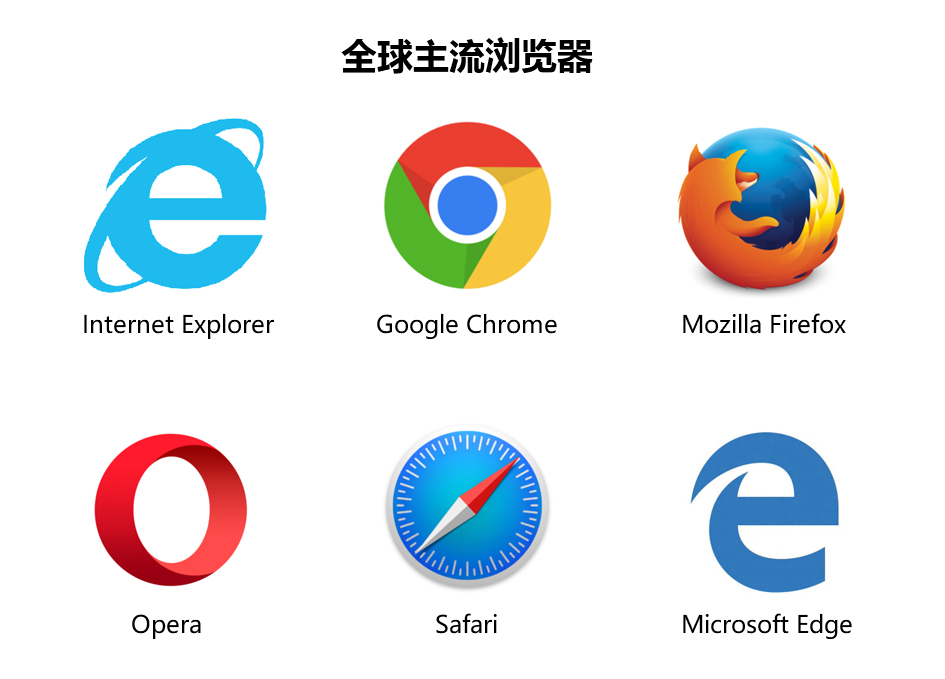 全球主流浏览器
Internet Explorer
Google Chrome
Mozilla Firefox
Opera
Safari
Microsoft Edge